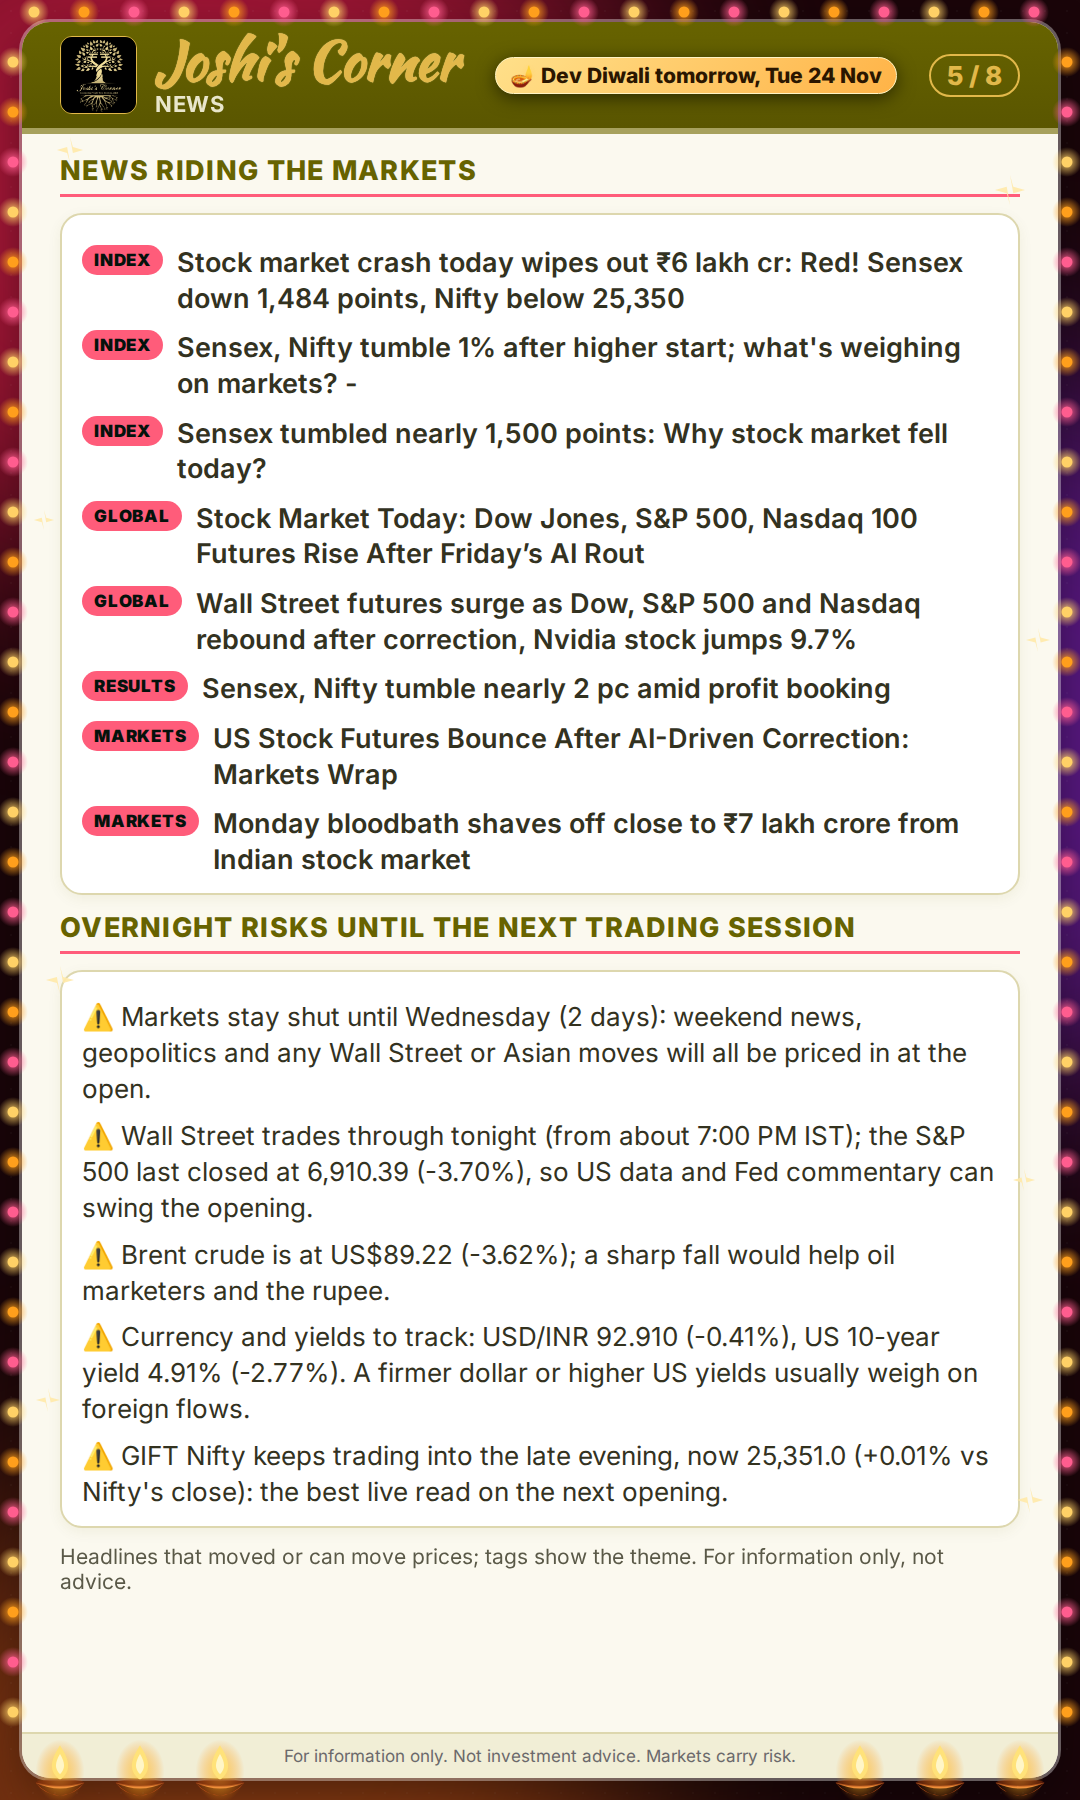 Joshi's Corner
NEWS
Joshi's Corner
🪔 Dev Diwali tomorrow, Tue 24 Nov
5 / 8
NEWS RIDING THE MARKETS
INDEX Stock market crash today wipes out ₹6 lakh cr: Red! Sensex
down 1,484 points, Nifty below 25,350
INDEX Sensex, Nifty tumble 1% after higher start; what's weighing
on markets? -
INDEX Sensex tumbled nearly 1,500 points: Why stock market fell
today?
GLOBAL Stock Market Today: Dow Jones, S&P 500, Nasdaq 100
Futures Rise After Friday’s AI Rout
GLOBAL Wall Street futures surge as Dow, S&P 500 and Nasdaq
rebound after correction, Nvidia stock jumps 9.7%
RESULTS Sensex, Nifty tumble nearly 2 pc amid profit booking
MARKETS US Stock Futures Bounce After AI-Driven Correction:
Markets Wrap
MARKETS Monday bloodbath shaves off close to ₹7 lakh crore from
Indian stock market
OVERNIGHT RISKS UNTIL THE NEXT TRADING SESSION
⚠️ Markets stay shut until Wednesday (2 days): weekend news,
geopolitics and any Wall Street or Asian moves will all be priced in at the
open.
⚠️ Wall Street trades through tonight (from about 7:00 PM IST); the S&P
500 last closed at 6,910.39 (-3.70%), so US data and Fed commentary can
swing the opening.
⚠️ Brent crude is at US$89.22 (-3.62%); a sharp fall would help oil
marketers and the rupee.
⚠️ Currency and yields to track: USD/INR 92.910 (-0.41%), US 10-year
yield 4.91% (-2.77%). A firmer dollar or higher US yields usually weigh on
foreign flows.
⚠️ GIFT Nifty keeps trading into the late evening, now 25,351.0 (+0.01% vs
Nifty's close): the best live read on the next opening.
Headlines that moved or can move prices; tags show the theme. For information only, not
advice.
For information only. Not investment advice. Markets carry risk.